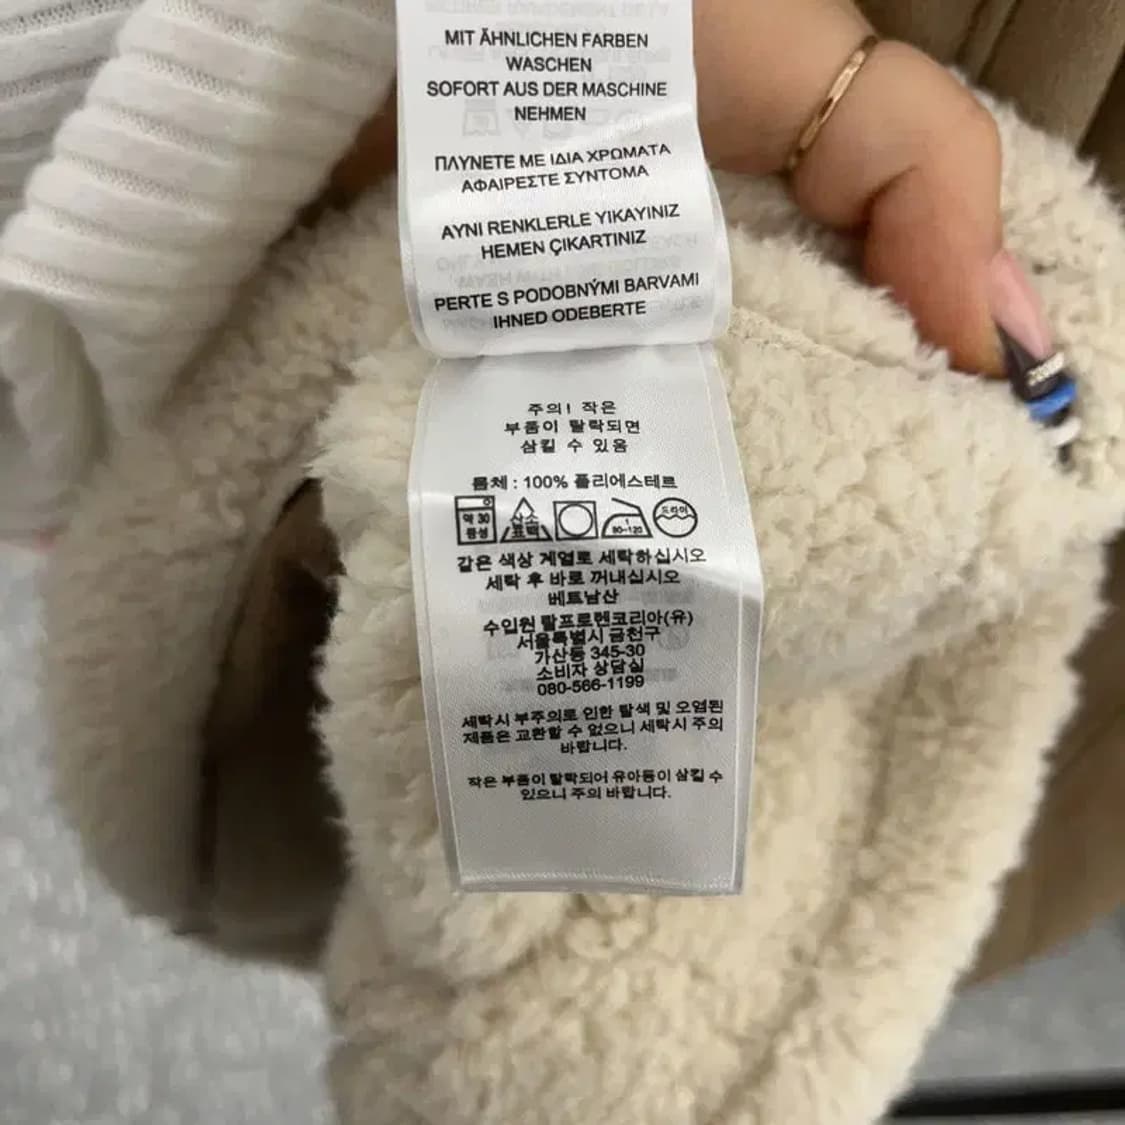 MIT ÄHNLICHEN FARBEN
WASCHEN
SOFORT AUS DER MASCHINE
NEHMEN
ΠΛΥΝΕΤΕ ΜΕ ΙΔΙΑ ΧΡΩΜΑΤΑ
ΑΦΑΙΡΕΣΤΕ ΣΥΝΤΟΜΑ
AYNI RENKLERLE YIKAYINIZ
HEMEN ÇIKARTINIZ
PERTE S PODOBNÝMI BARVAMI
IHNED ODEBERTE
주의! 작은
부품이 탈락되면
삼킬 수 있음
몸체 : 100% 폴리에스테르
약 30 산소 1 드라이
중성 표백 80~120
같은 색상 계열로 세탁하십시오
세탁 후 바로 꺼내십시오
베트남산
수입원 랄프로렌코리아(유)
서울특별시 금천구
가산동 345-30
소비자 상담실
080-566-1199
세탁시 부주의로 인한 탈색 및 오염된
제품은 교환할 수 없으니 세탁시 주의
바랍니다.
작은 부품이 탈락되어 유아등이 삼킬 수
있으니 주의 바랍니다.